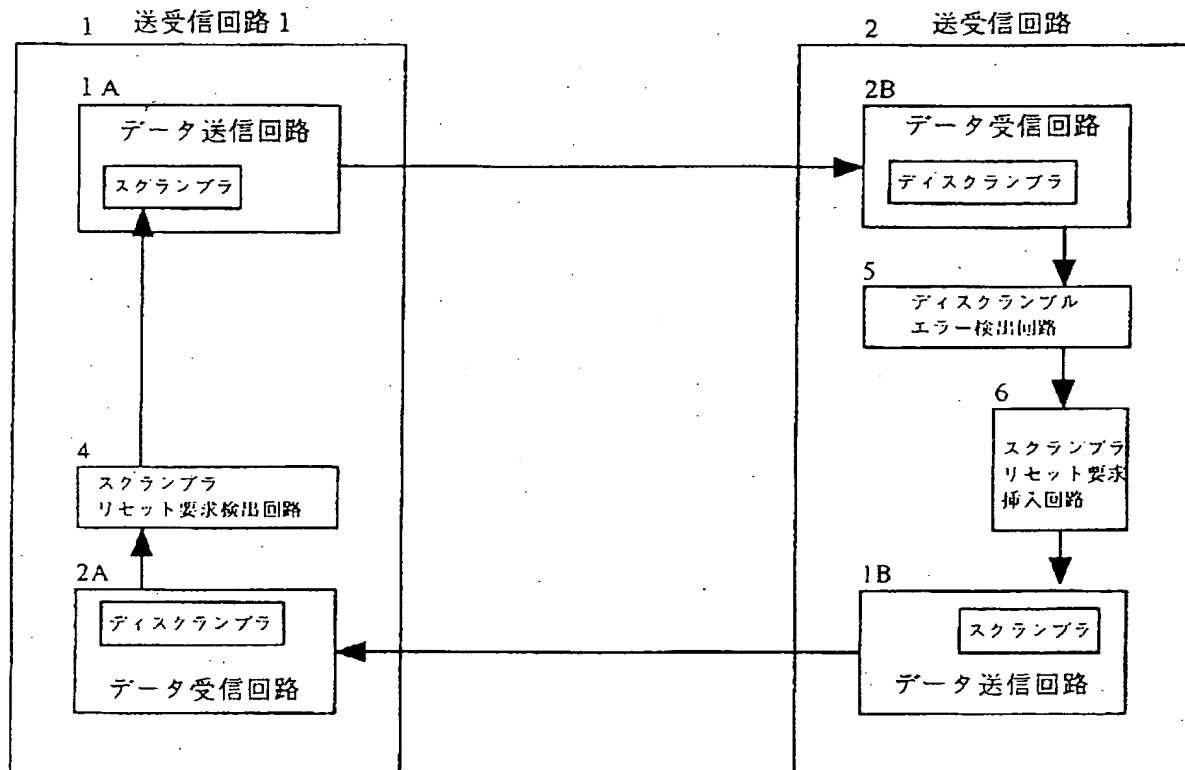 1 送受信回路1
1A
データ送信回路
スクランブラ
4
スクランブラ
リセット要求検出回路
2A
ディスクランブラ
データ受信回路
2 送受信回路
2B
データ受信回路
ディスクランブラ
5
ディスクランブル
エラー検出回路
6
スクランブラ
リセット要求
挿入回路
1B
スクランブラ
データ送信回路